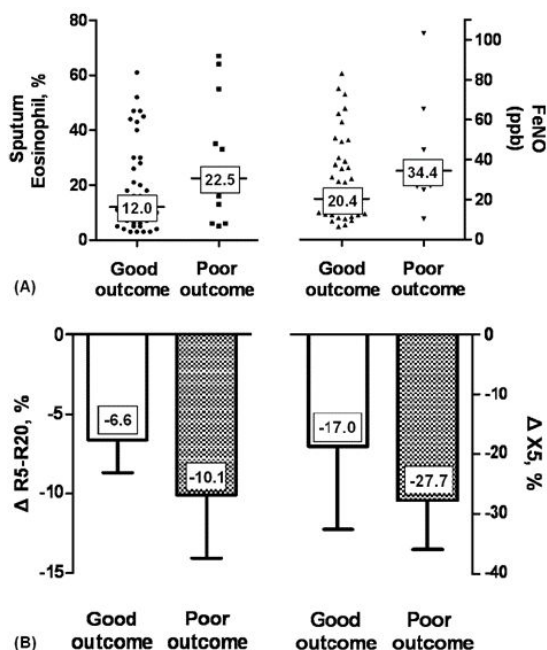 Sputum
Eosinophil, %
80
60
40
20
0
12.0
22.5
Good
outcome
Poor
outcome
20.4
34.4
100
80
60
40
20
0
FeNO
(ppb)
Good
outcome
Poor
outcome
(A)
Δ R5-R20, %
0
-5
-10
-15
-6.6
-10.1
Good
outcome
Poor
outcome
-17.0
-27.7
0
-10
-20
-30
-40
Δ X5, %
Good
outcome
Poor
outcome
(B)